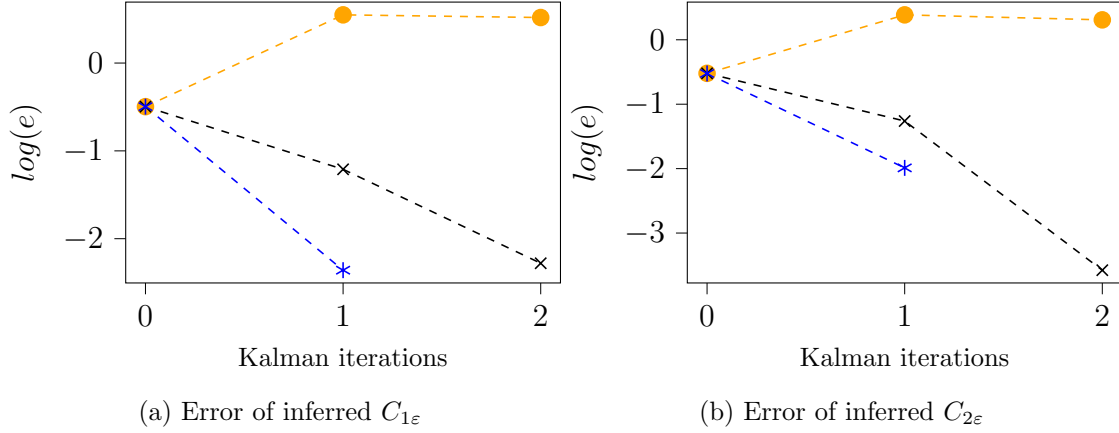 0
−1
−2
log(e)
0 1 2
Kalman iterations
(a) Error of inferred C₁ε
0
−1
−2
−3
log(e)
0 1 2
Kalman iterations
(b) Error of inferred C₂ε